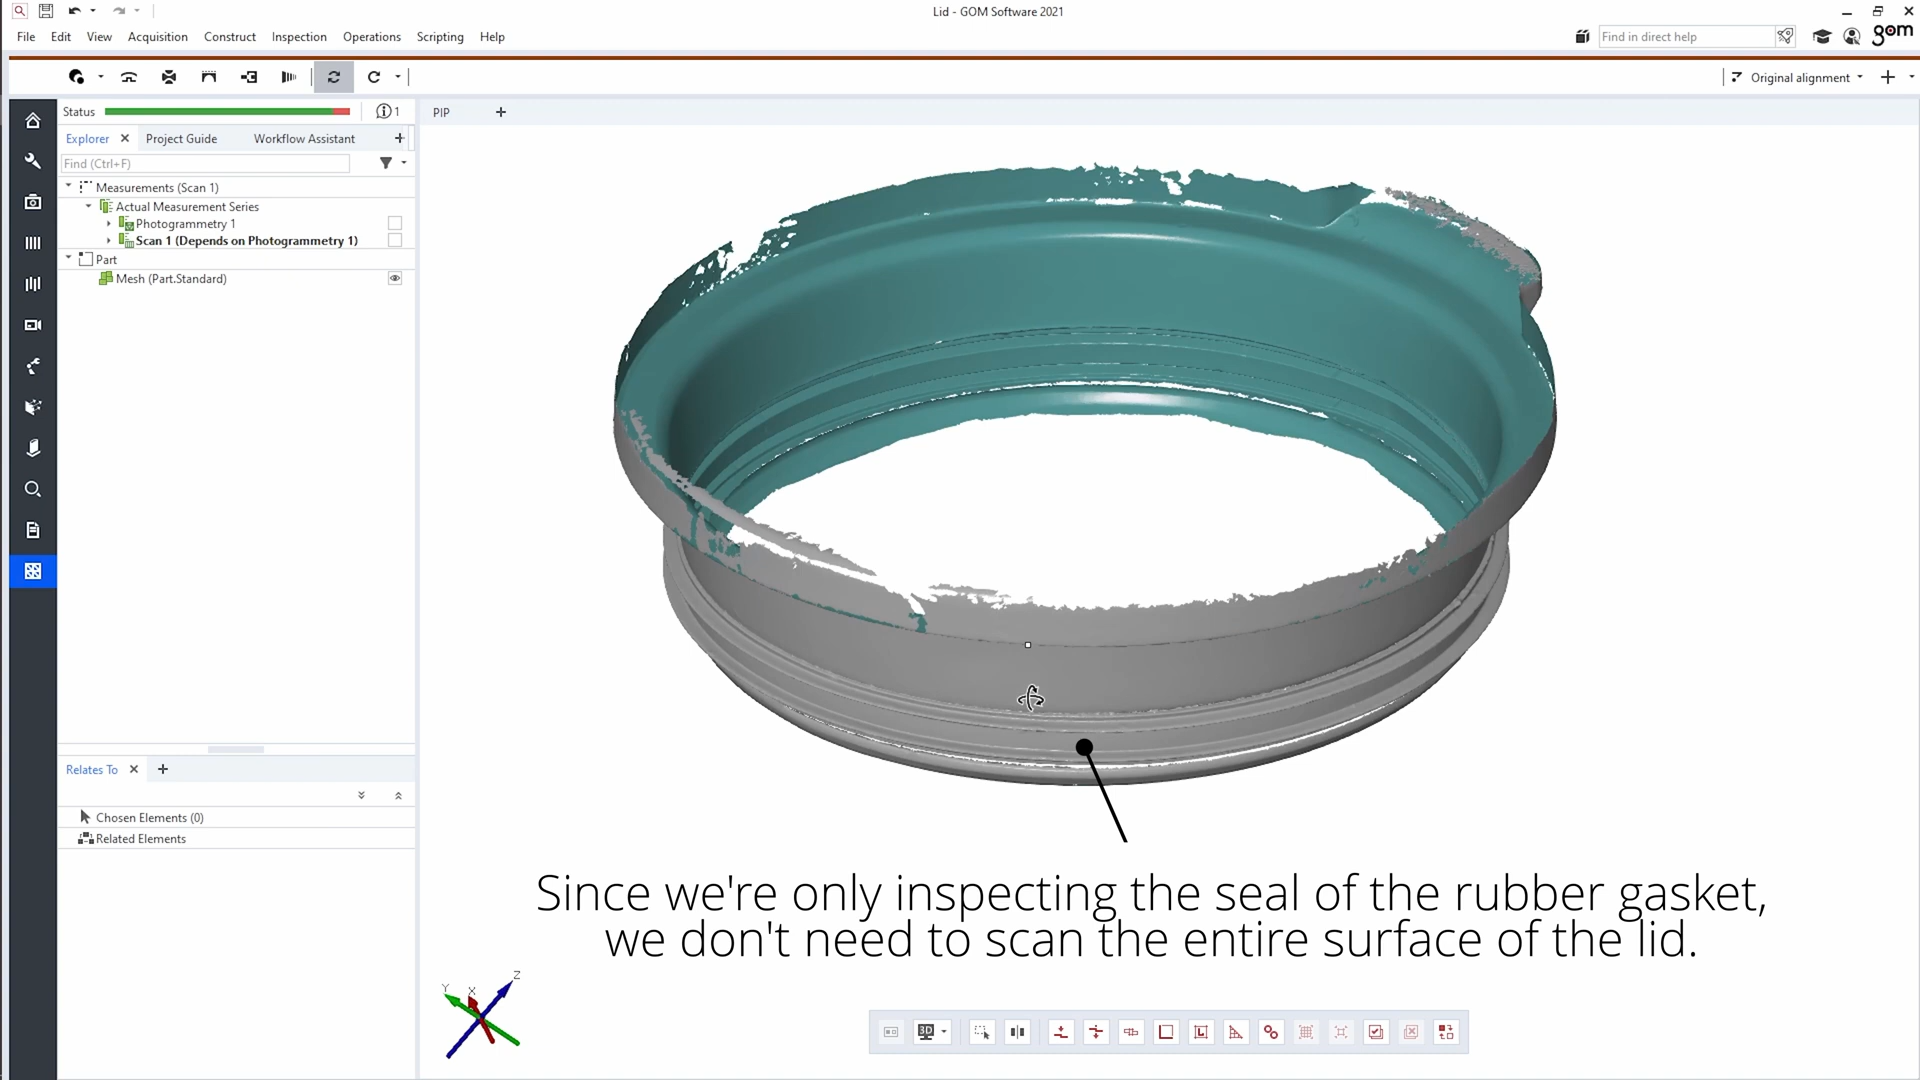 Lid - GOM Software 2021
File Edit View Acquisition Construct Inspection Operations Scripting Help
Find in direct help
gom
Original alignment
Status
1
PIP
Explorer Project Guide Workflow Assistant
Find (Ctrl+F)
Measurements (Scan 1)
Actual Measurement Series
Photogrammetry 1
Scan 1 (Depends on Photogrammetry 1)
Part
Mesh (Part.Standard)
Relates To
Chosen Elements (0)
Related Elements
Since we're only inspecting the seal of the rubber gasket,
we don't need to scan the entire surface of the lid.
Z
Y X
3D